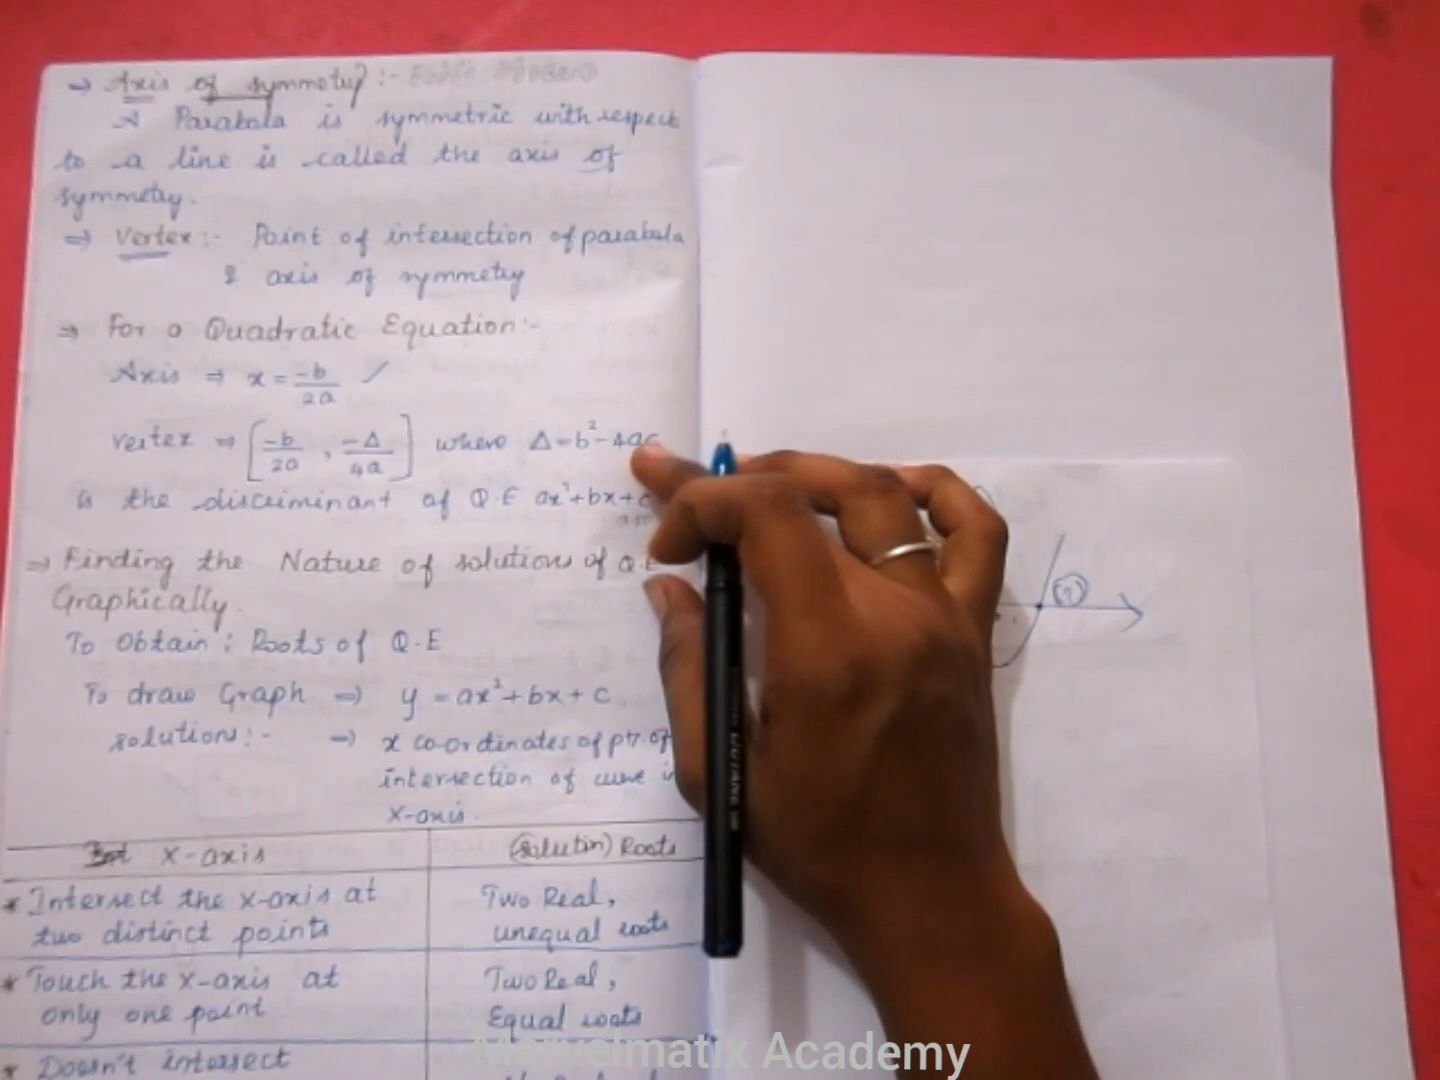 ⇒ Axis of symmetry :-
A Parabola is symmetric with respect
to a line is called the axis of
symmetry.
⇒ Vertex :- Point of intersection of parabola
& axis of symmetry
⇒ For a Quadratic Equation :-
Axis ⇒ x = -b/2a
vertex ⇒ [-b/2a , -Δ/4a] where Δ = b² - 4ac
is the discriminant of Q.E ax² + bx + c
⇒ Finding the Nature of solution of Q.E
Graphically.
To Obtain : Roots of Q.E
To draw Graph ⇒ y = ax² + bx + c
solutions :- ⇒ x co-ordinates of pt. of
intersection of curve in
X-axis.
X-axis (solutin) Roots
* Intersect the x-axis at Two Real,
two distinct points unequal roots
* Touch the x-axis at Two Real,
only one point Equal roots
* Doesn't intersect
Marvelmatix Academy